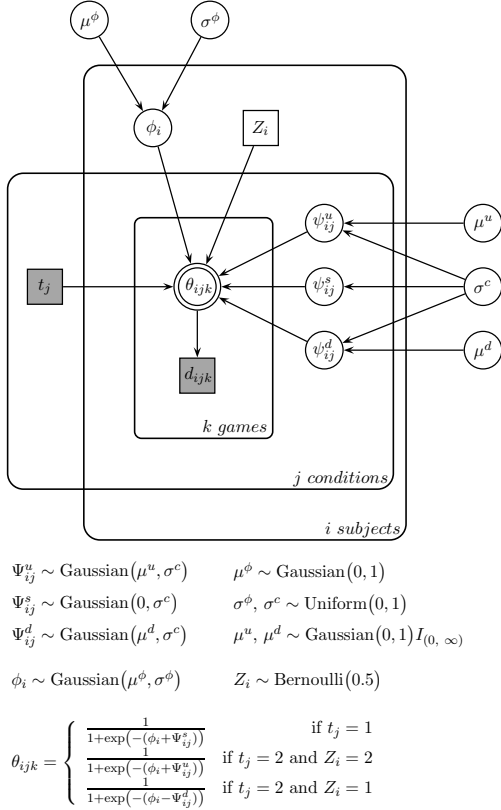 μ^ϕ σ^ϕ
ϕ_i Z_i
ψ^u_ij μ^u
t_j θ_ijk ψ^s_ij σ^c
ψ^d_ij μ^d
d_ijk
k games
j conditions
i subjects
Ψ^u_ij ∼ Gaussian(μ^u, σ^c) μ^ϕ ∼ Gaussian(0, 1)
Ψ^s_ij ∼ Gaussian(0, σ^c) σ^ϕ, σ^c ∼ Uniform(0, 1)
Ψ^d_ij ∼ Gaussian(μ^d, σ^c) μ^u, μ^d ∼ Gaussian(0, 1)I_(0, ∞)
ϕ_i ∼ Gaussian(μ^ϕ, σ^ϕ) Z_i ∼ Bernoulli(0.5)
θ_ijk = { 1/(1+exp(−(ϕ_i+Ψ^s_ij))) if t_j = 1
1/(1+exp(−(ϕ_i+Ψ^u_ij))) if t_j = 2 and Z_i = 2
1/(1+exp(−(ϕ_i−Ψ^d_ij))) if t_j = 2 and Z_i = 1